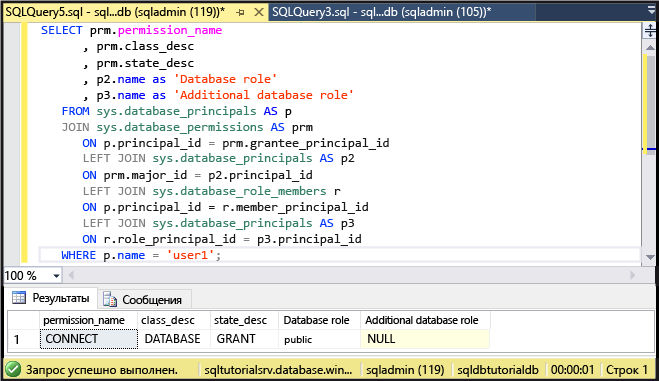 SQLQuery5.sql - sql...db (sqladmin (119))* SQLQuery3.sql - sql...db (sqladmin (105))*
SELECT prm.permission_name
, prm.class_desc
, prm.state_desc
, p2.name as 'Database role'
, p3.name as 'Additional database role'
FROM sys.database_principals AS p
JOIN sys.database_permissions AS prm
ON p.principal_id = prm.grantee_principal_id
LEFT JOIN sys.database_principals AS p2
ON prm.major_id = p2.principal_id
LEFT JOIN sys.database_role_members r
ON p.principal_id = r.member_principal_id
LEFT JOIN sys.database_principals AS p3
ON r.role_principal_id = p3.principal_id
WHERE p.name = 'user1';
100 %
Результаты Сообщения
permission_name class_desc state_desc Database role Additional database role
1 CONNECT DATABASE GRANT public NULL
Запрос успешно выполнен. sqltutorialsrv.database.win... sqladmin (119) sqldbtutorialdb 00:00:01 Строк 1